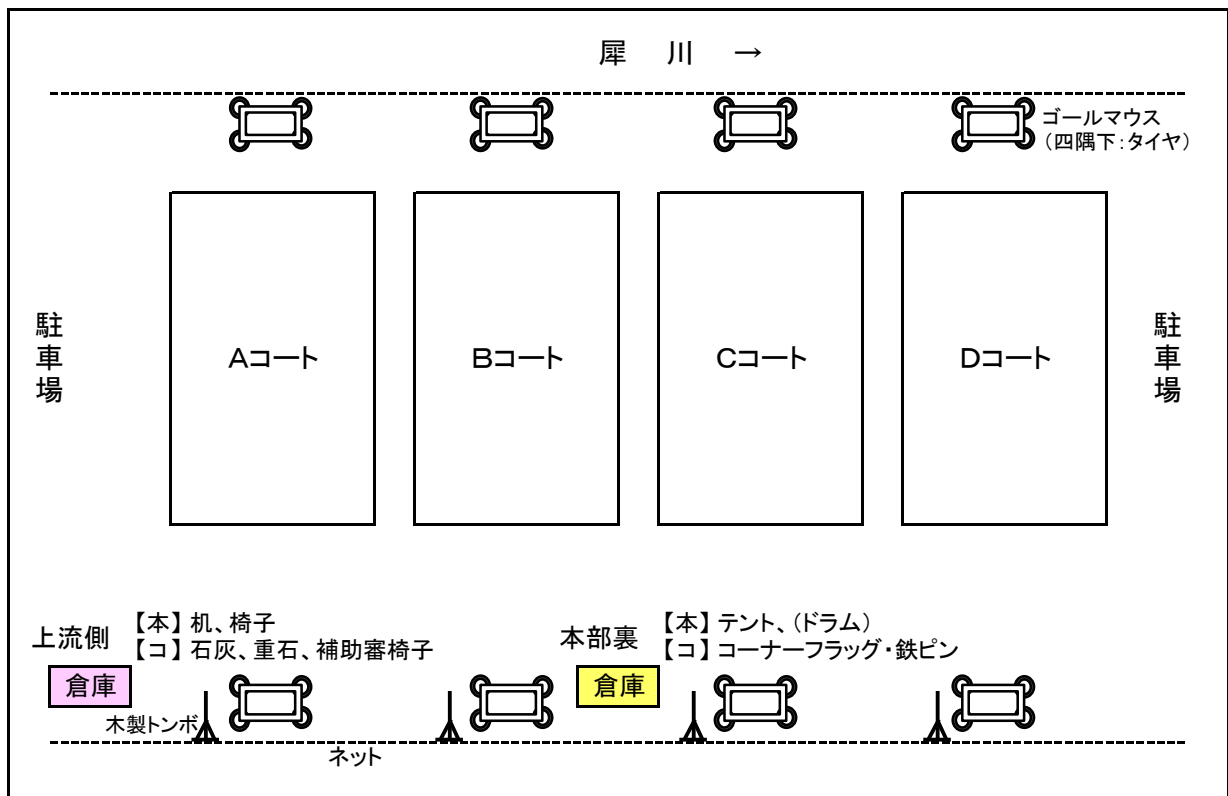 犀 川 →
ゴールマウス
(四隅下:タイヤ)
駐車場
Aコート
Bコート
Cコート
Dコート
駐車場
上流側
【本】 机、椅子
【コ】 石灰、重石、補助審椅子
倉庫
木製トンボ
本部裏
【本】 テント、(ドラム)
【コ】 コーナーフラッグ・鉄ピン
倉庫
ネット